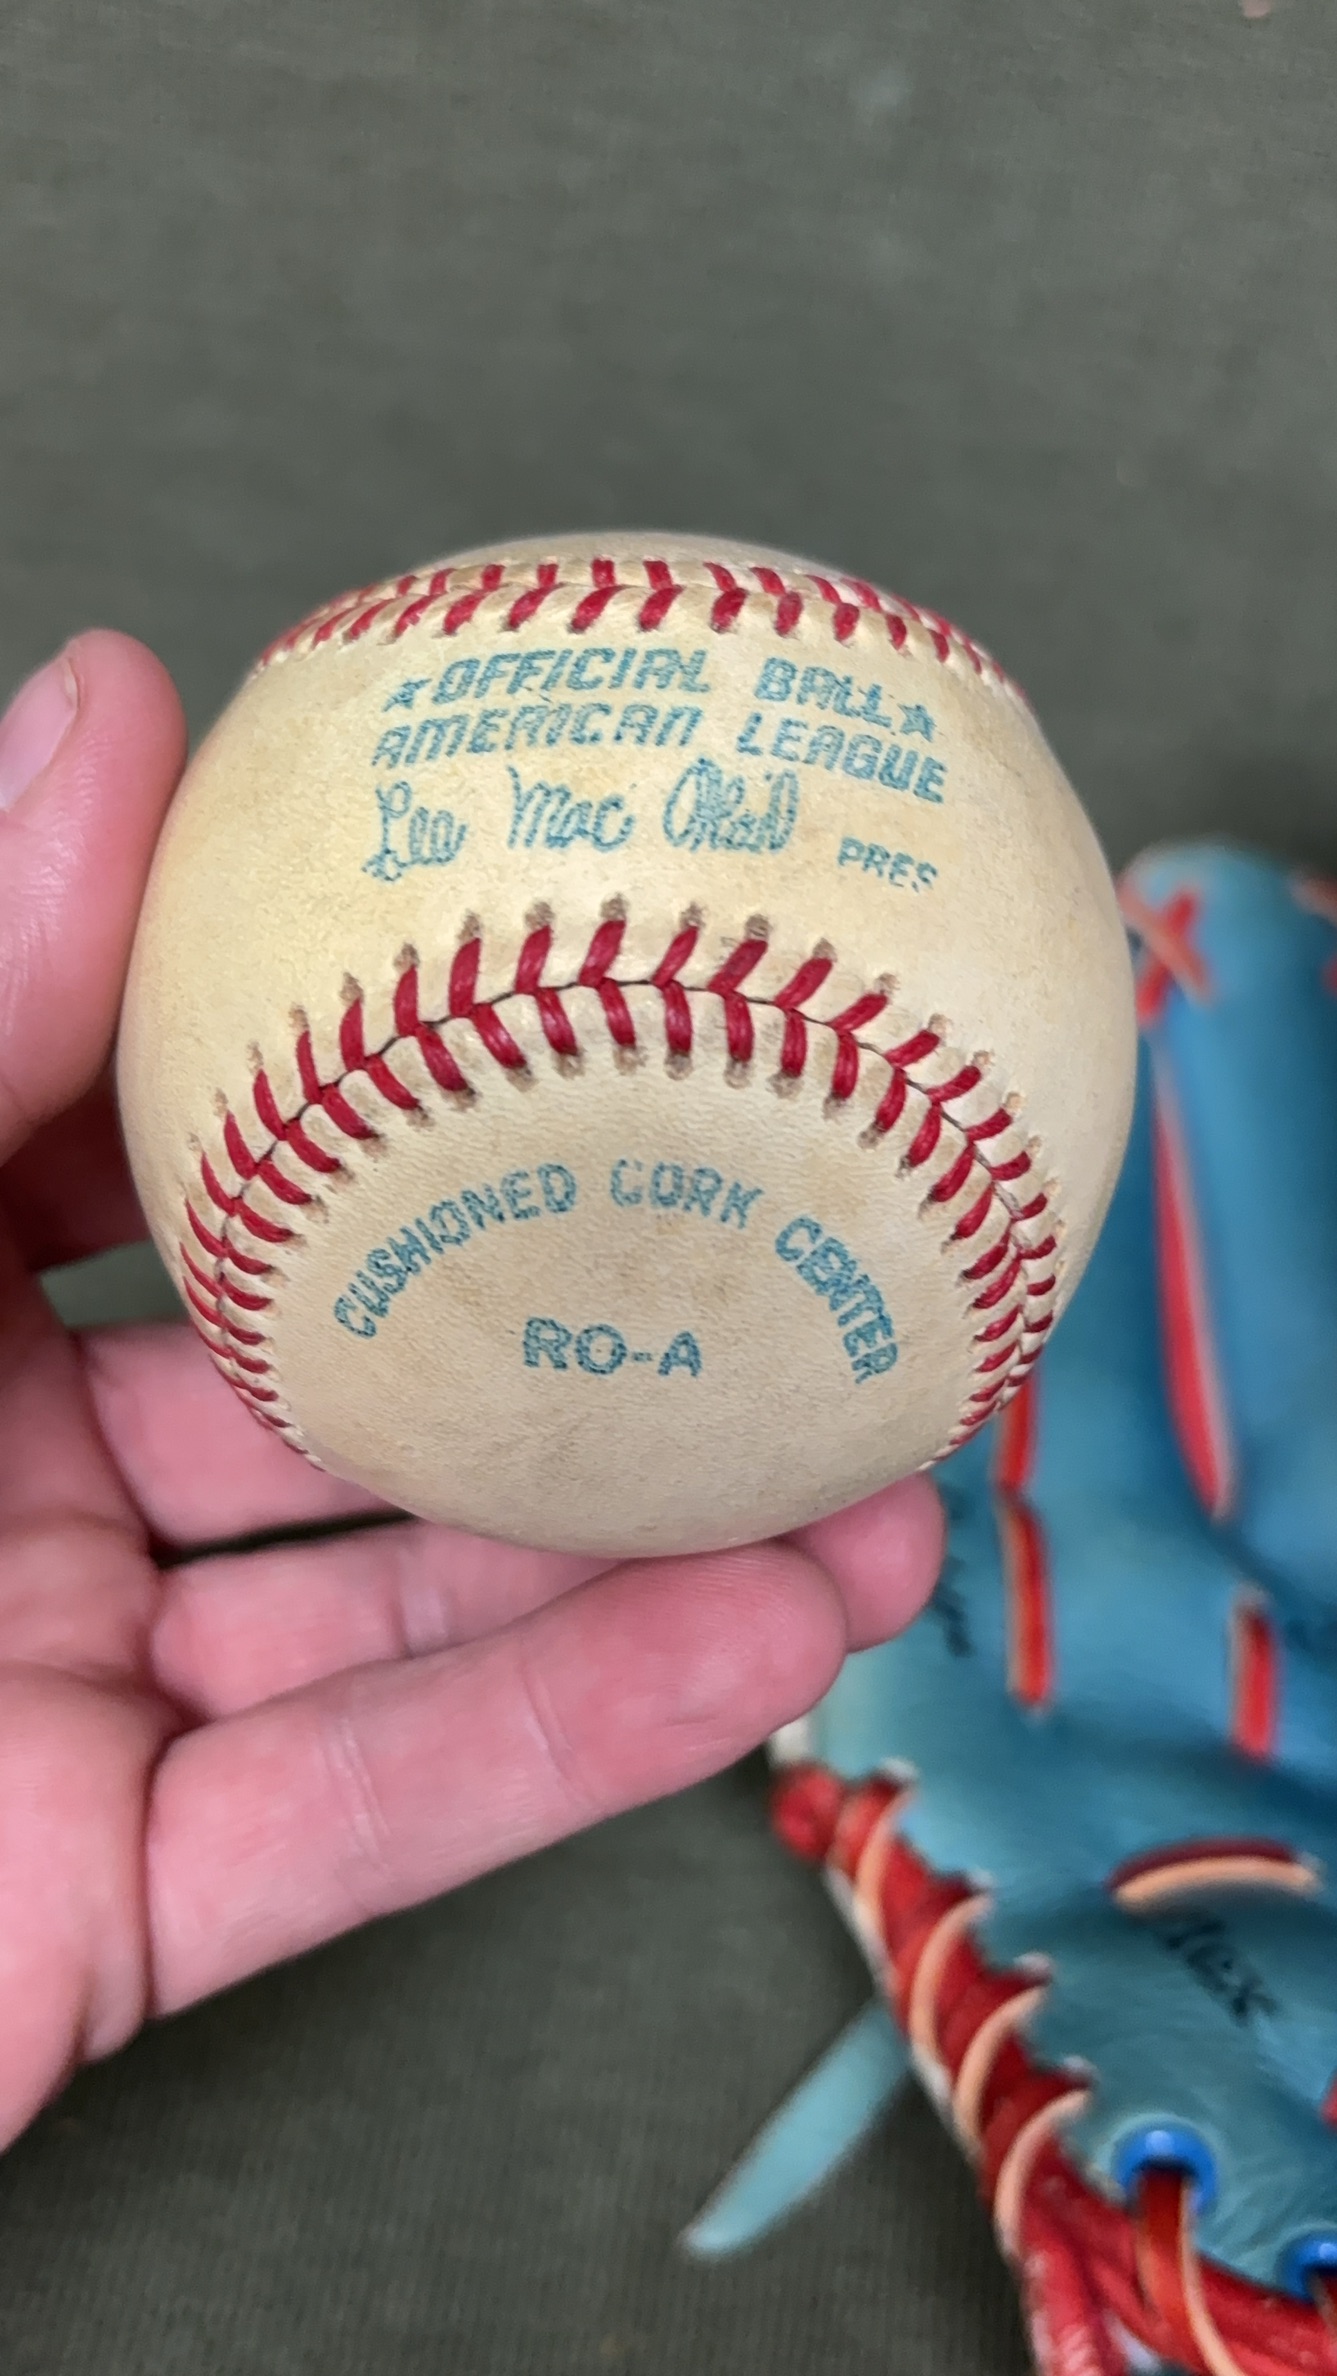 ★OFFICIAL BALL★
AMERICAN LEAGUE
Lee MacPhail PRES
CUSHIONED CORK CENTER
RO-A